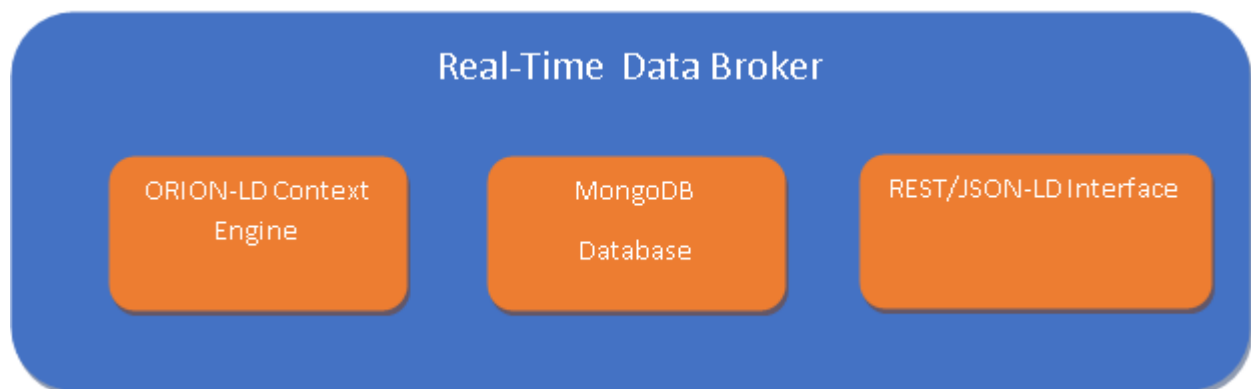 Real-Time Data Broker
ORION-LD Context
Engine
MongoDB
Database
REST/JSON-LD Interface